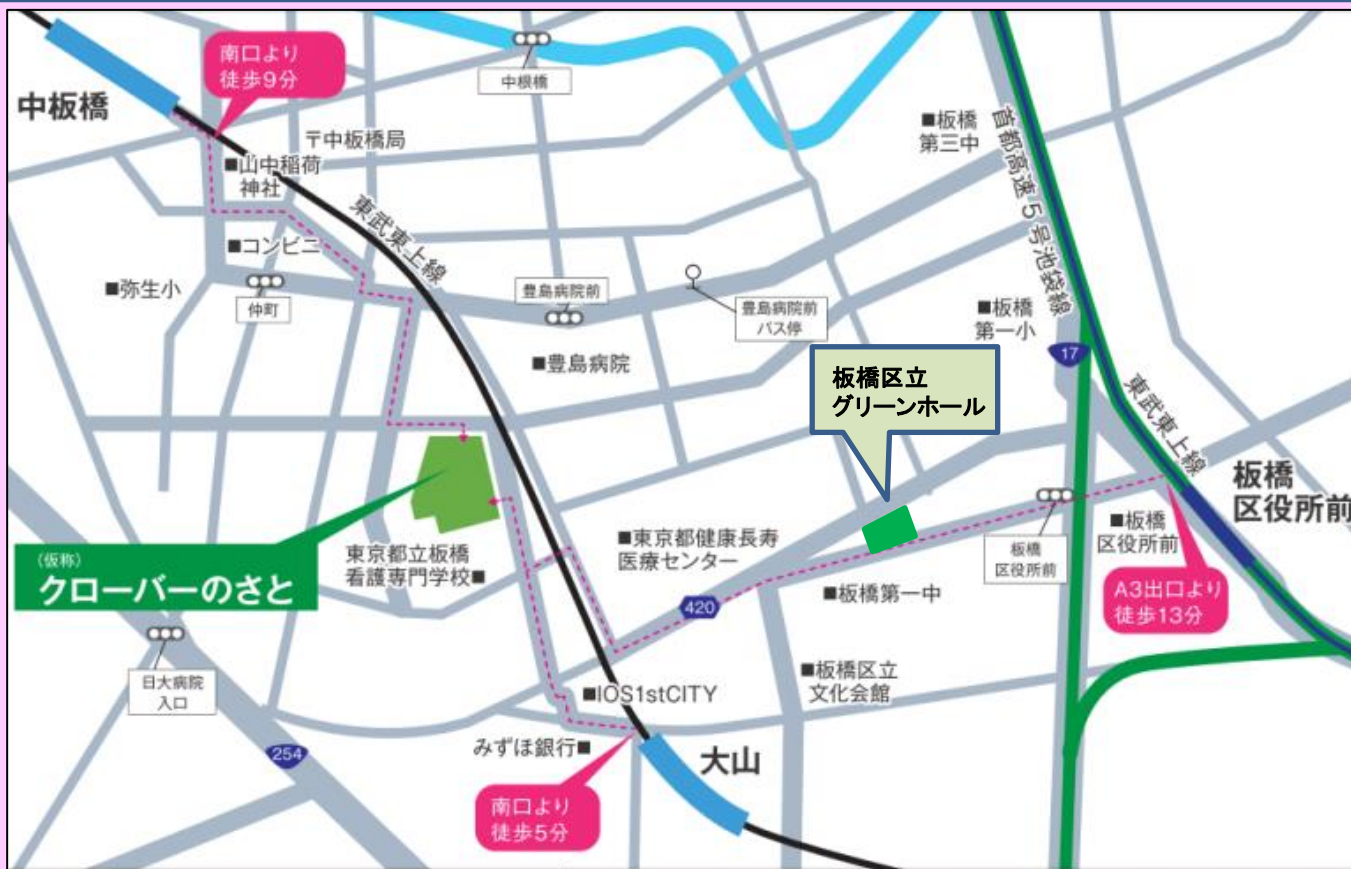 南口より
徒歩9分
中根橋
中板橋
〒中板橋局
■山中稲荷
神社
■板橋
第三中
首都高速5号池袋線
東武東上線
■コンビニ
■弥生小
仲町
豊島病院前
豊島病院前
バス停
■板橋
第一小
17
■豊島病院
板橋区立
グリーンホール
東武東上線
板橋
区役所前
(仮称)
クローバーのさと
東京都立板橋
看護専門学校■
■東京都健康長寿
医療センター
板橋
区役所前
■板橋
区役所前
420
■板橋第一中
A3出口より
徒歩13分
日大病院
入口
■板橋区立
文化会館
■IOS1stCITY
254
みずほ銀行■
大山
南口より
徒歩5分